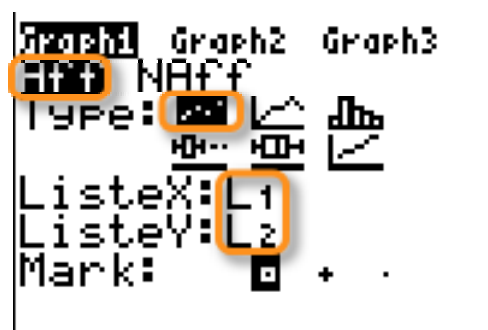 Graph1 Graph2 Graph3
Aff NAff
Type:
ListeX:L1
ListeY:L2
Mark: + ·